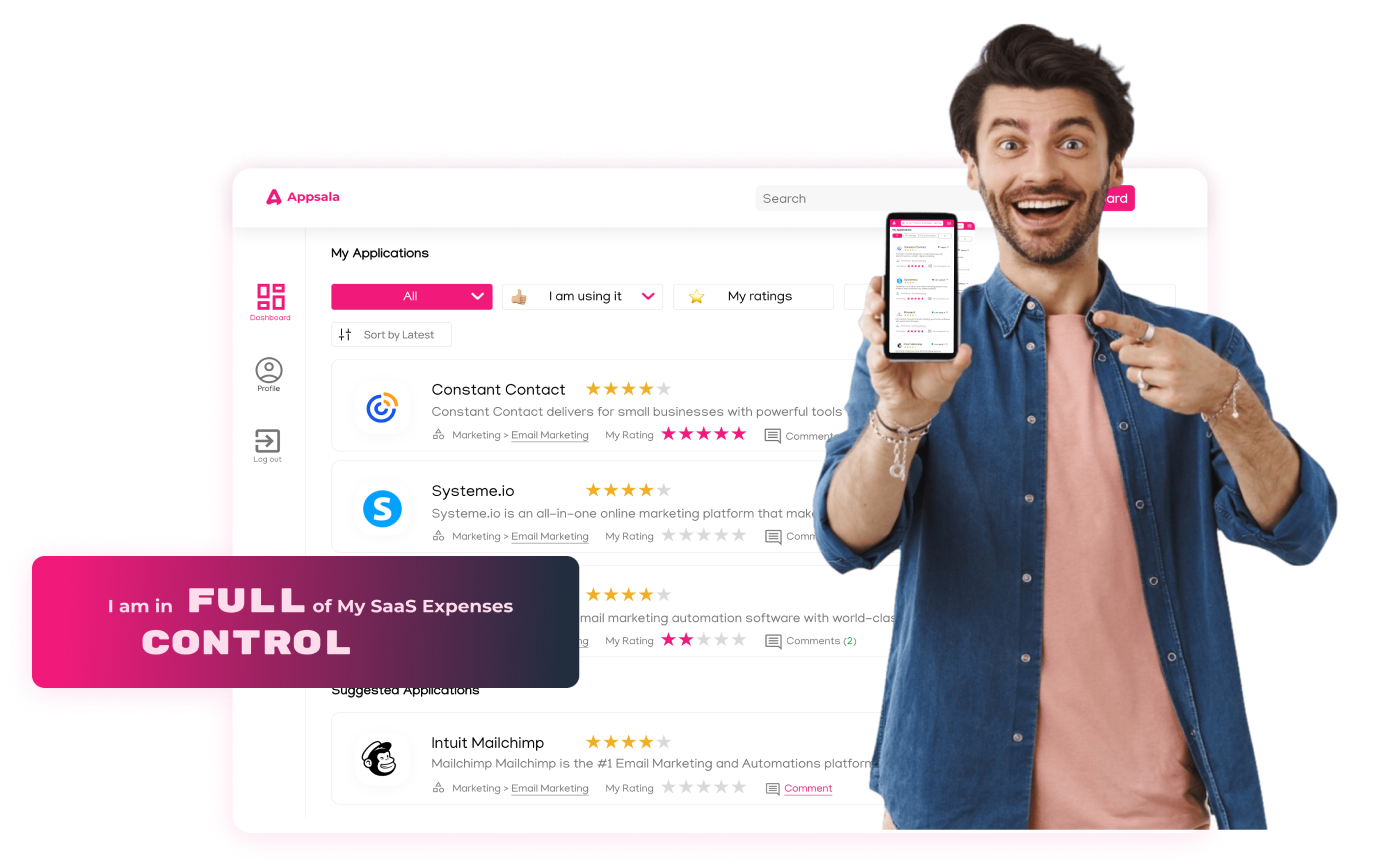 Appsala
Search
ard
My Applications
All
I am using it
My ratings
Dashboard
Sort by Latest
Profile
Constant Contact
Constant Contact delivers for small businesses with powerful tools
Marketing > Email Marketing My Rating Comments
Log out
Systeme.io
Systeme.io is an all-in-one online marketing platform that mak
Marketing > Email Marketing My Rating Comm
I am in FULL of My SaaS Expenses
CONTROL
mail marketing automation software with world-clas
ng My Rating Comments (2)
Suggested Applications
Intuit Mailchimp
Mailchimp Mailchimp is the #1 Email Marketing and Automations platform
Marketing > Email Marketing My Rating Comment